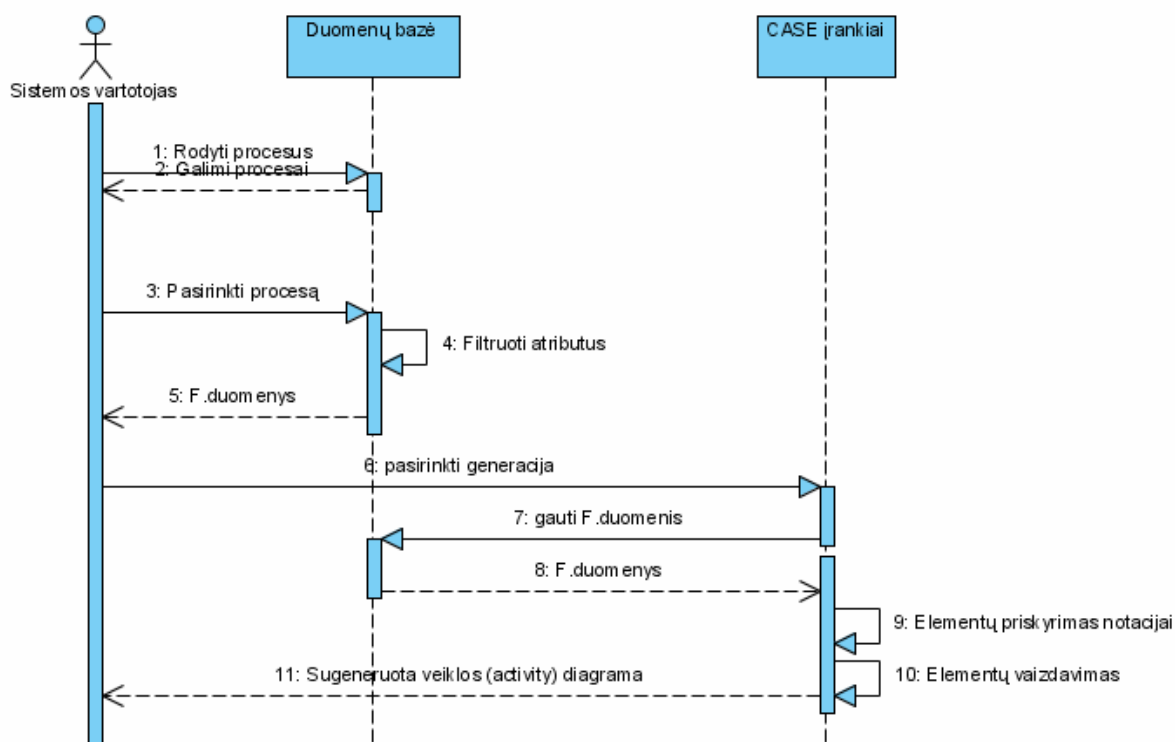 Duomenų bazė
CASE įrankiai
Sistemos vartotojas
1: Rodyti procesus
2: Galimi procesai
3: Pasirinkti procesą
4: Filtruoti atributus
5: F.duomenys
6: pasirinkti generacija
7: gauti F.duomenis
8: F.duomenys
9: Elementų priskyrimas notacijai
10: Elementų vaizdavimas
11: Sugeneruota veiklos (activity) diagrama